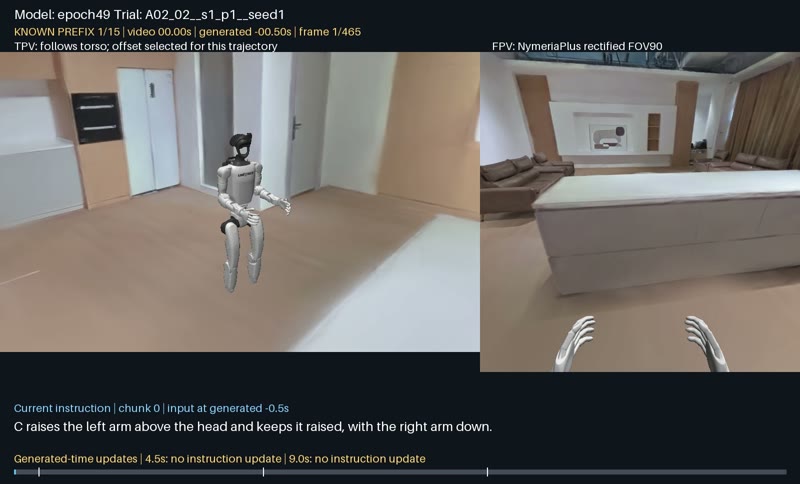 Model: epoch49 Trial: A02_02__s1_p1__seed1
KNOWN PREFIX 1/15 | video 00.00s | generated -00.50s | frame 1/465
TPV: follows torso; offset selected for this trajectory
FPV: NymeriaPlus rectified FOV90
Current instruction | chunk 0 | input at generated -0.5s
C raises the left arm above the head and keeps it raised, with the right arm down.
Generated-time updates | 4.5s: no instruction update | 9.0s: no instruction update